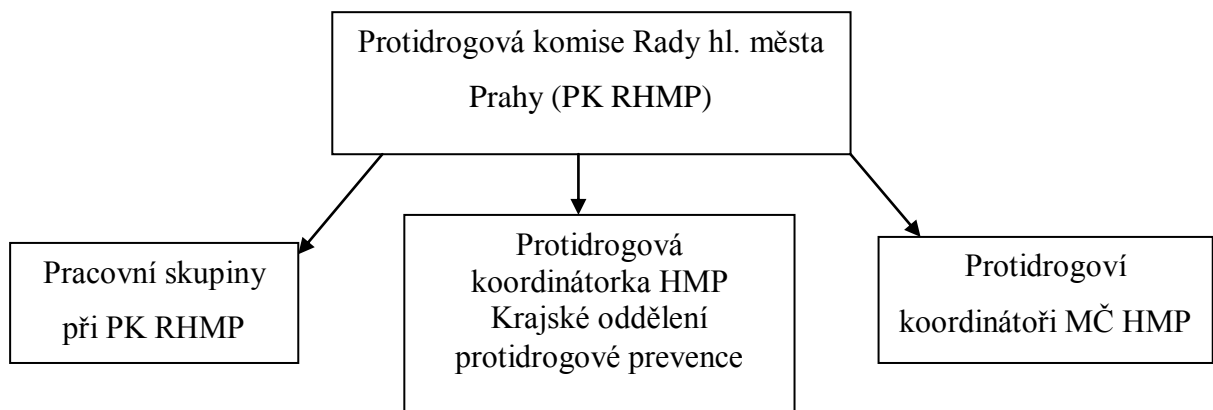 Protidrogová komise Rady hl. města
Prahy (PK RHMP)
Pracovní skupiny
při PK RHMP
Protidrogová
koordinátorka HMP
Krajské oddělení
protidrogové prevence
Protidrogoví
koordinátoři MČ HMP